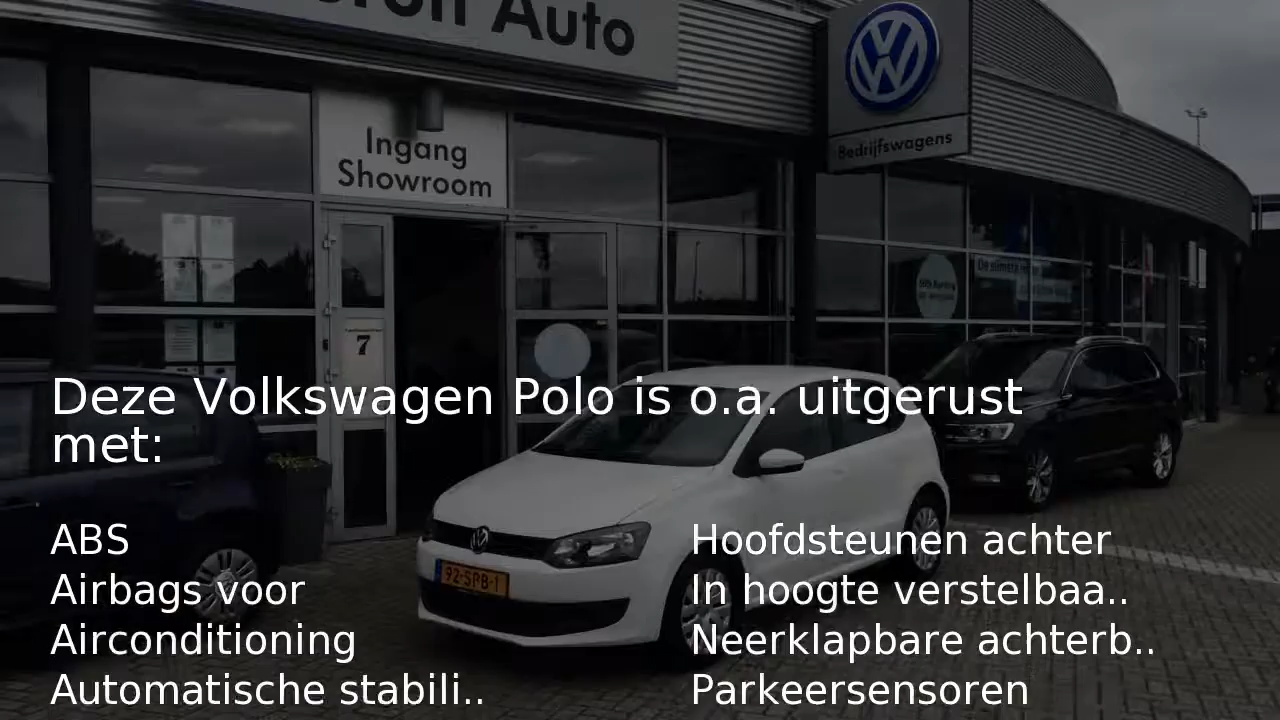 Auto
Bedrijfswagens
Ingang
Showroom
7
Deze Volkswagen Polo is o.a. uitgerust
met:
92-SPB-1
ABS
Airbags voor
Airconditioning
Automatische stabili..
Hoofdsteunen achter
In hoogte verstelbaa..
Neerklapbare achterb..
Parkeersensoren